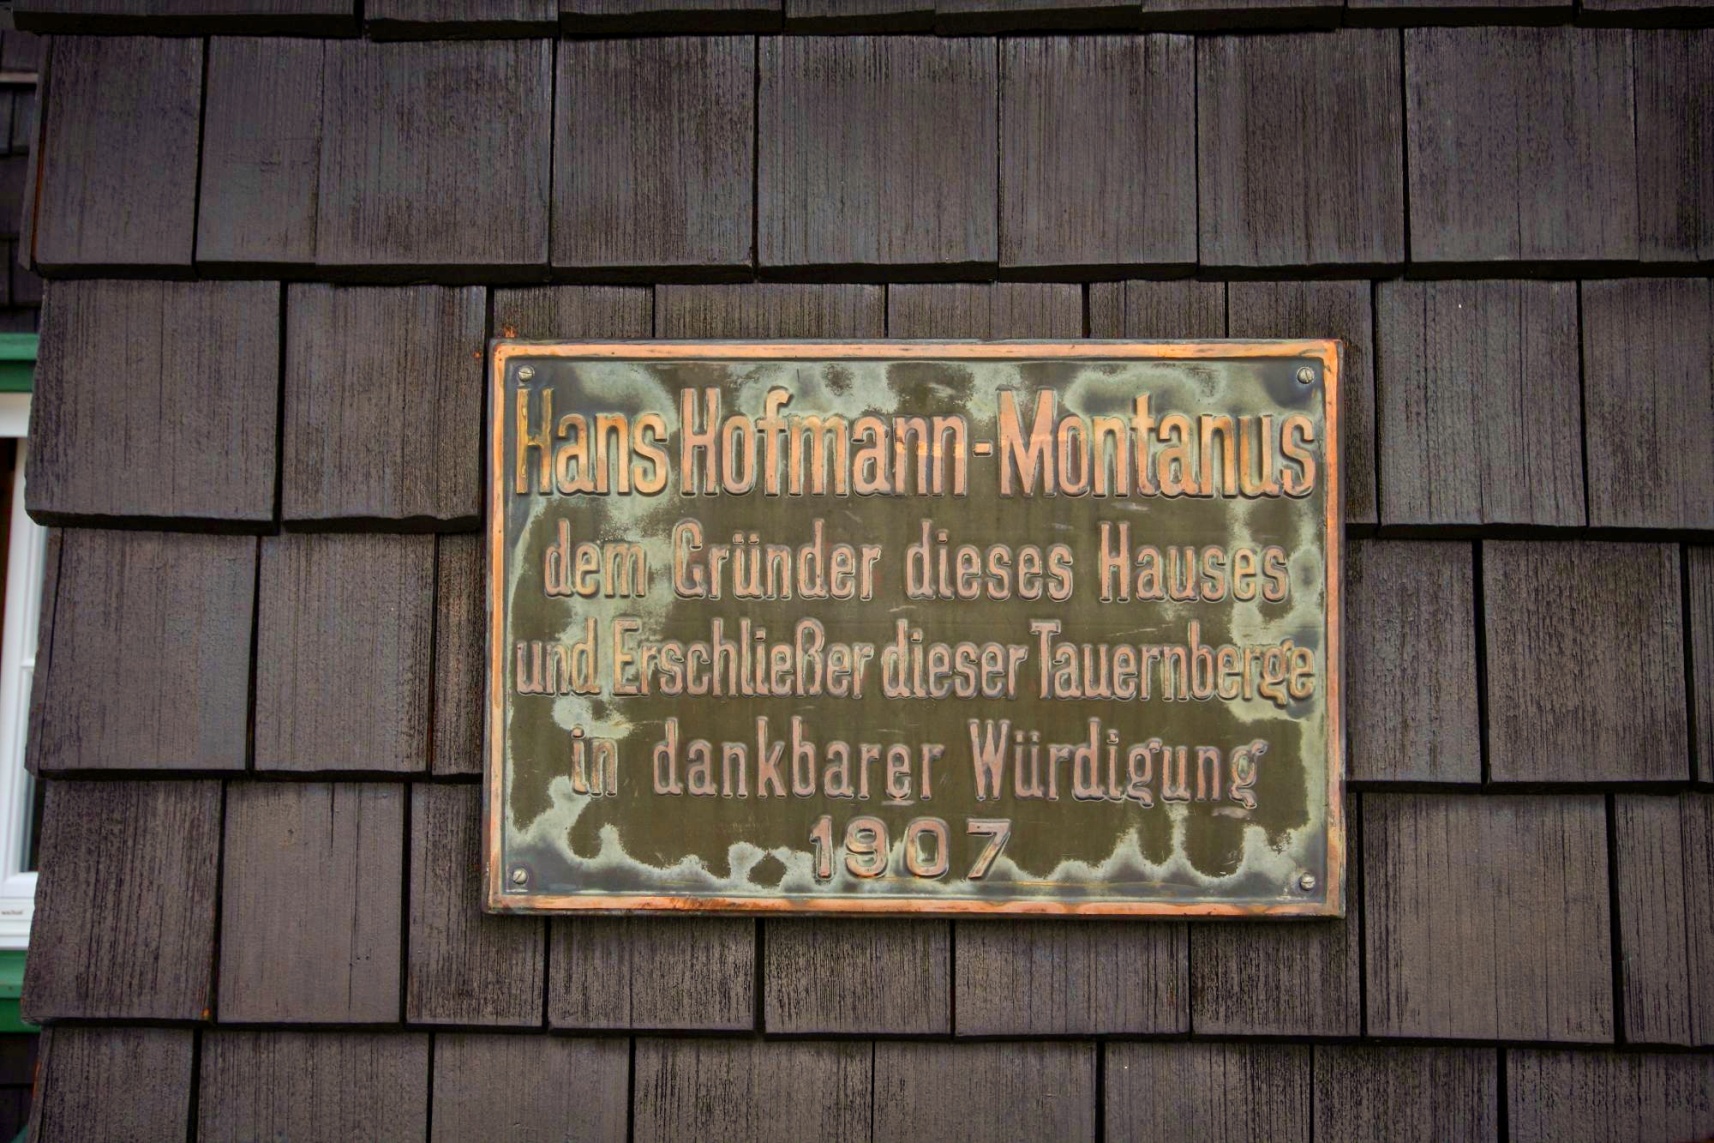 Hans Hofmann-Montanus
dem Gründer dieses Hauses
und Erschließer dieser Tauernberge
in dankbarer Würdigung
1907